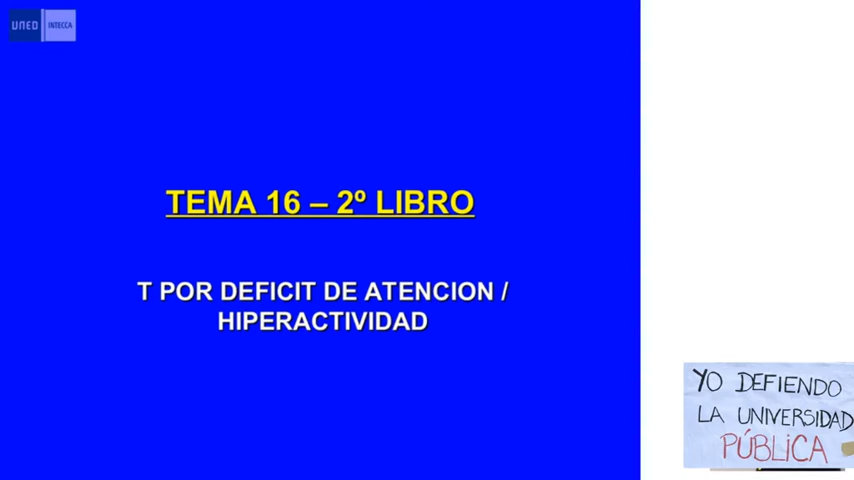 UNED INTECCA
TEMA 16 – 2º LIBRO
T POR DEFICIT DE ATENCION /
HIPERACTIVIDAD
YO DEFIENDO
LA UNIVERSIDAD
PÚBLICA